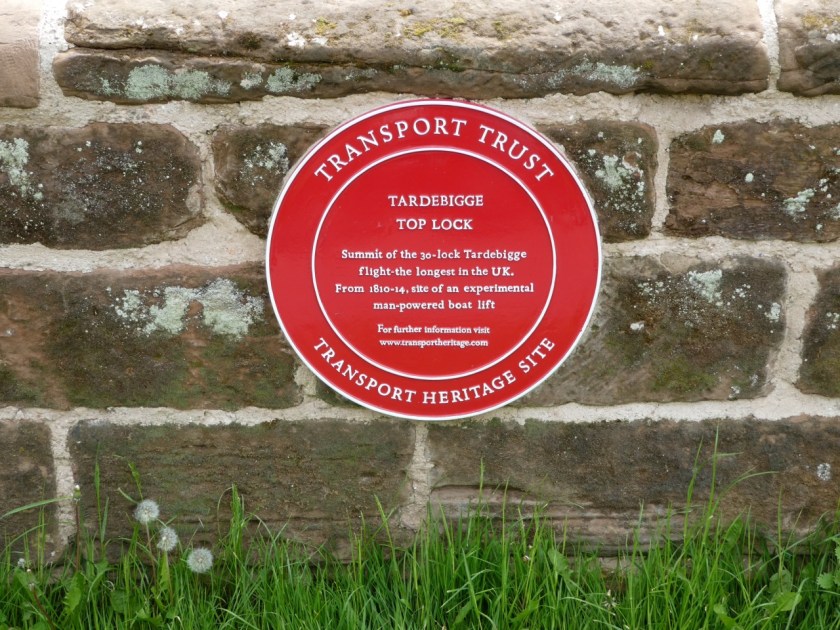 TRANSPORT TRUST
TARDEBIGGE
TOP LOCK
Summit of the 30-lock Tardebigge
flight-the longest in the UK.
From 1810-14, site of an experimental
man-powered boat lift
For further information visit
www.transportheritage.com
TRANSPORT HERITAGE SITE